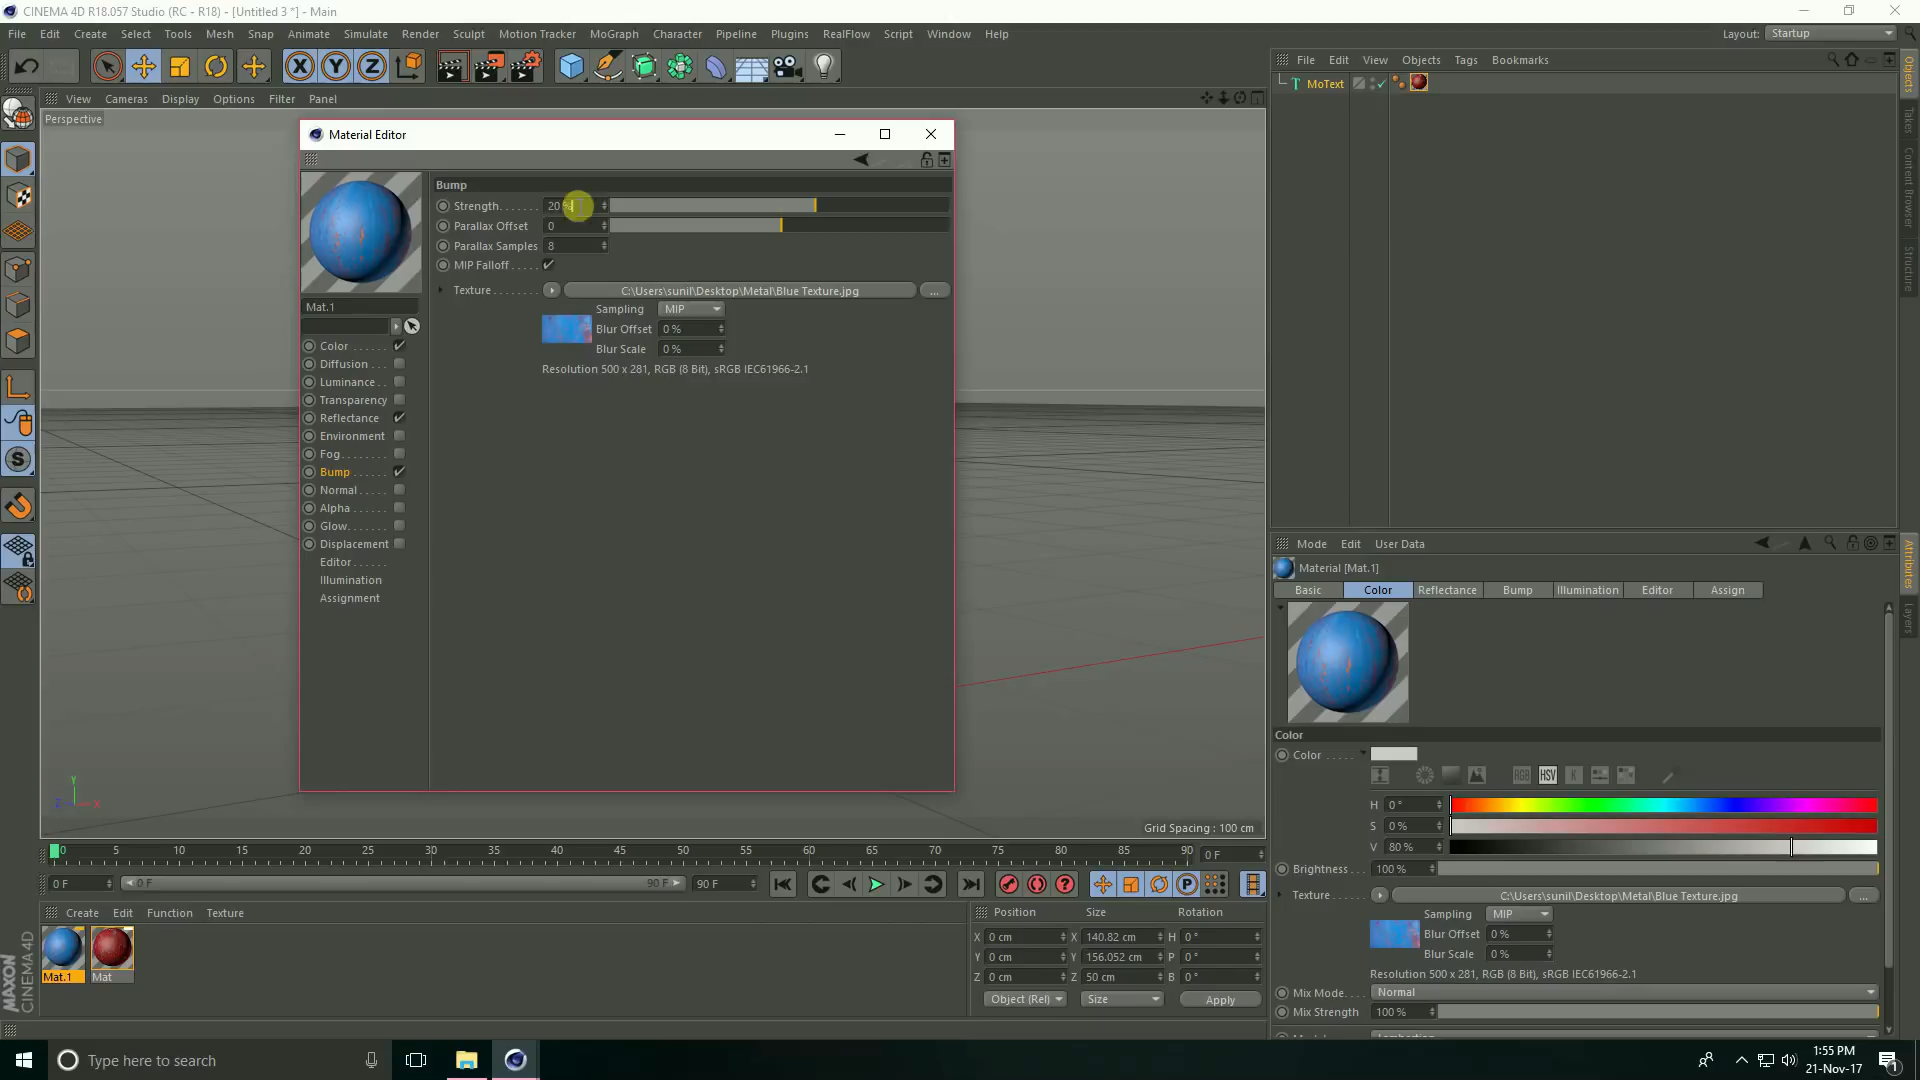 CINEMA 4D R18.057 Studio (RC - R18) - [Untitled 3 *] - Main
File Edit Create Select Tools Mesh Snap Animate Simulate Render Sculpt Motion Tracker MoGraph Character Pipeline Plugins RealFlow Script Window Help Layout: Startup
View Cameras Display Options Filter Panel
Perspective
Material Editor
Bump
Strength 20 %
Parallax Offset 0
Parallax Samples 8
MIP Falloff
Texture C:\Users\sunil\Desktop\Metal\Blue Texture.jpg ...
Sampling MIP
Blur Offset 0 %
Blur Scale 0 %
Resolution 500 x 281, RGB (8 Bit), sRGB IEC61966-2.1
Mat.1
Color
Diffusion
Luminance
Transparency
Reflectance
Environment
Fog
Bump
Normal
Alpha
Glow
Displacement
Editor
Illumination
Assignment
Y
Z X
Grid Spacing : 100 cm
File Edit View Objects Tags Bookmarks
MoText
Objects
Takes
Content Browser
Structure
Mode Edit User Data
Material [Mat.1]
Basic Color Reflectance Bump Illumination Editor Assign
Attributes
Layers
Color
Color
RGB HSV K
H 0 °
S 0 %
V 80 %
Brightness 100 %
Texture C:\Users\sunil\Desktop\Metal\Blue Texture.jpg ...
Sampling MIP
Blur Offset 0 %
Blur Scale 0 %
Resolution 500 x 281, RGB (8 Bit), sRGB IEC61966-2.1
Mix Mode Normal
Mix Strength 100 %
0 5 10 15 20 25 30 35 40 45 50 55 60 65 70 75 80 85 90 0 F
0 F 0 F 90 F 90 F
Create Edit Function Texture
Mat.1 Mat
MAXON
CINEMA 4D
Position Size Rotation
X 0 cm X 140.82 cm H 0 °
Y 0 cm Y 156.052 cm P 0 °
Z 0 cm Z 50 cm B 0 °
Object (Rel) Size Apply
Type here to search
1:55 PM
21-Nov-17
1